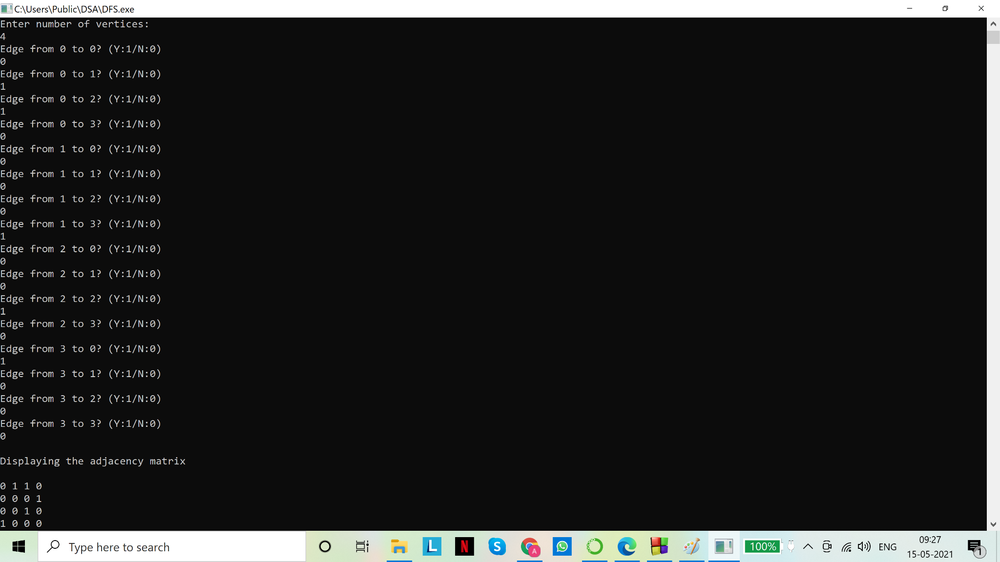 C:\Users\Public\DSA\DFS.exe
Enter number of vertices:
4
Edge from 0 to 0? (Y:1/N:0)
0
Edge from 0 to 1? (Y:1/N:0)
1
Edge from 0 to 2? (Y:1/N:0)
1
Edge from 0 to 3? (Y:1/N:0)
0
Edge from 1 to 0? (Y:1/N:0)
0
Edge from 1 to 1? (Y:1/N:0)
0
Edge from 1 to 2? (Y:1/N:0)
0
Edge from 1 to 3? (Y:1/N:0)
1
Edge from 2 to 0? (Y:1/N:0)
0
Edge from 2 to 1? (Y:1/N:0)
0
Edge from 2 to 2? (Y:1/N:0)
1
Edge from 2 to 3? (Y:1/N:0)
0
Edge from 3 to 0? (Y:1/N:0)
1
Edge from 3 to 1? (Y:1/N:0)
0
Edge from 3 to 2? (Y:1/N:0)
0
Edge from 3 to 3? (Y:1/N:0)
0
Displaying the adjacency matrix
0 1 1 0
0 0 0 1
0 0 1 0
1 0 0 0
Type here to search
L
N
S
A
100%
ENG
09:27
15-05-2021
1